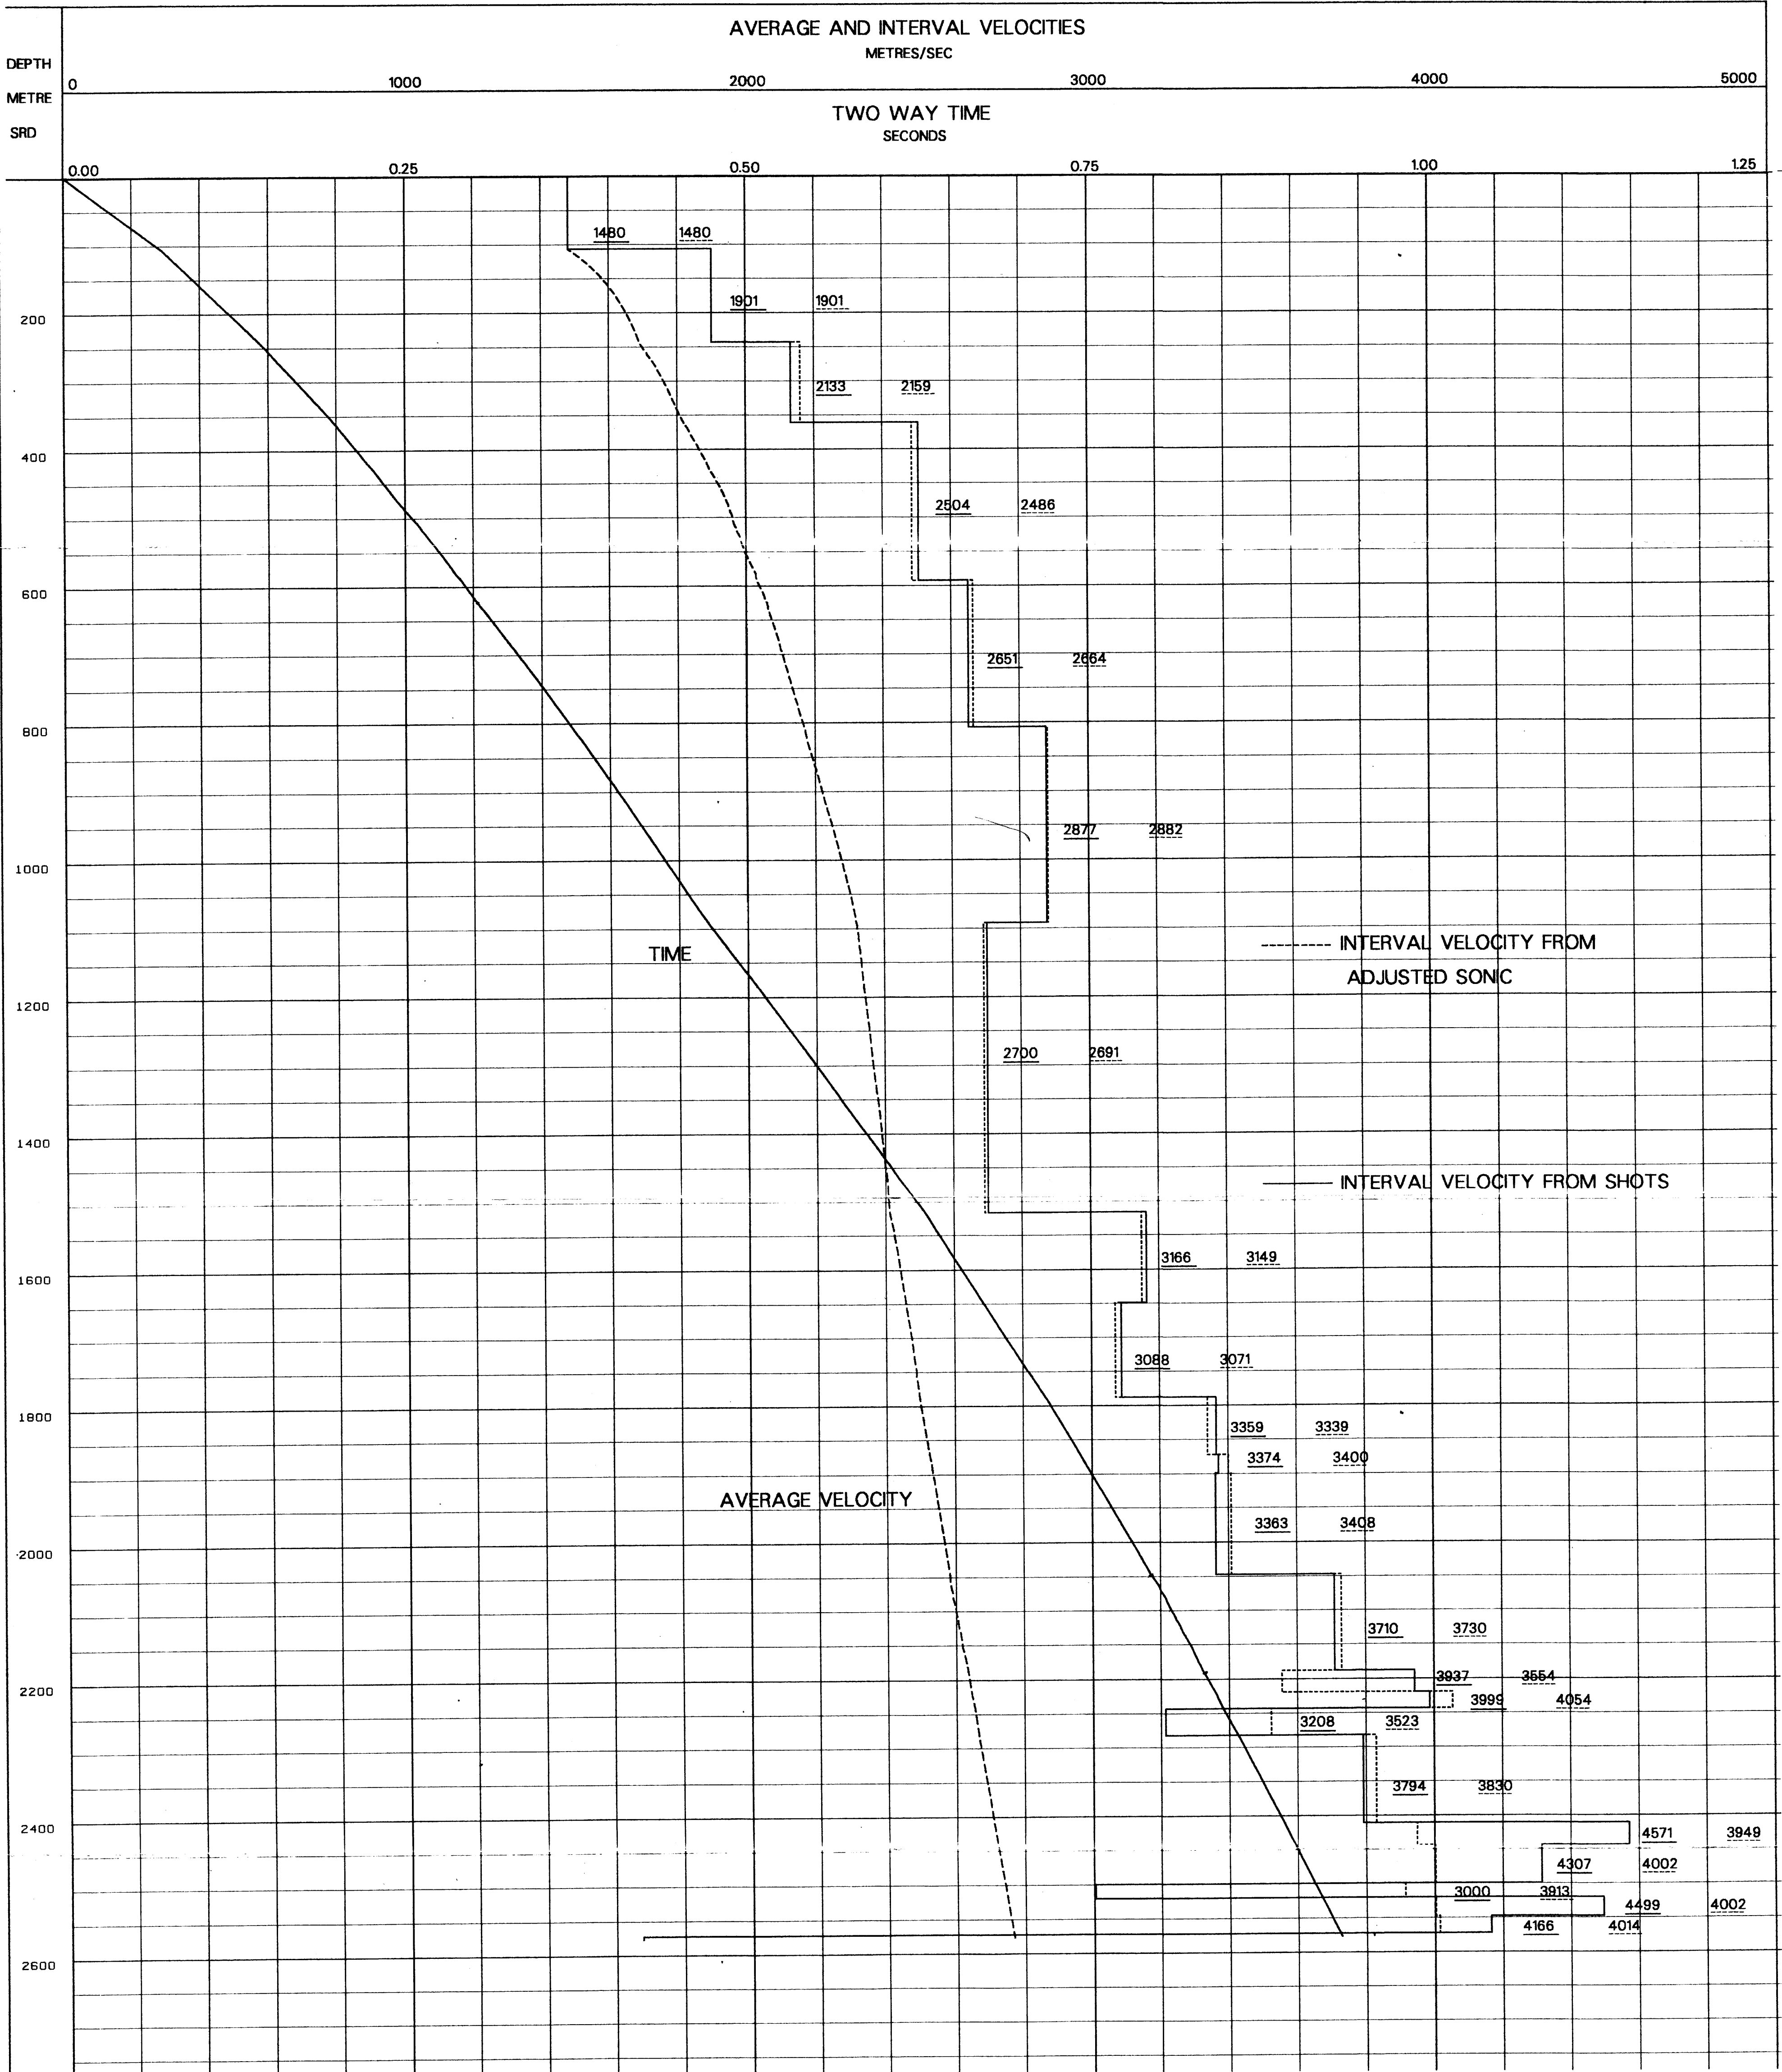 AVERAGE AND INTERVAL VELOCITIES
METRES/SEC
DEPTH
METRE
SRD
0 1000 2000 3000 4000 5000
TWO WAY TIME
SECONDS
0.00 0.25 0.50 0.75 1.00 1.25
1480 1480
1901 1901
200
2133 2159
400
2504 2486
600
2651 2664
800
2877 2882
1000
INTERVAL VELOCITY FROM
ADJUSTED SONIC
TIME
1200
2700 2691
1400
INTERVAL VELOCITY FROM SHOTS
3166 3149
1600
3088 3071
1800
3359 3339
3374 3400
AVERAGE VELOCITY
3363 3408
2000
3710 3730
3937 3554
2200
3999 4054
3208 3523
3794 3830
2400
4571 3949
4307 4002
3000 3913
4499 4002
4166 4014
2600